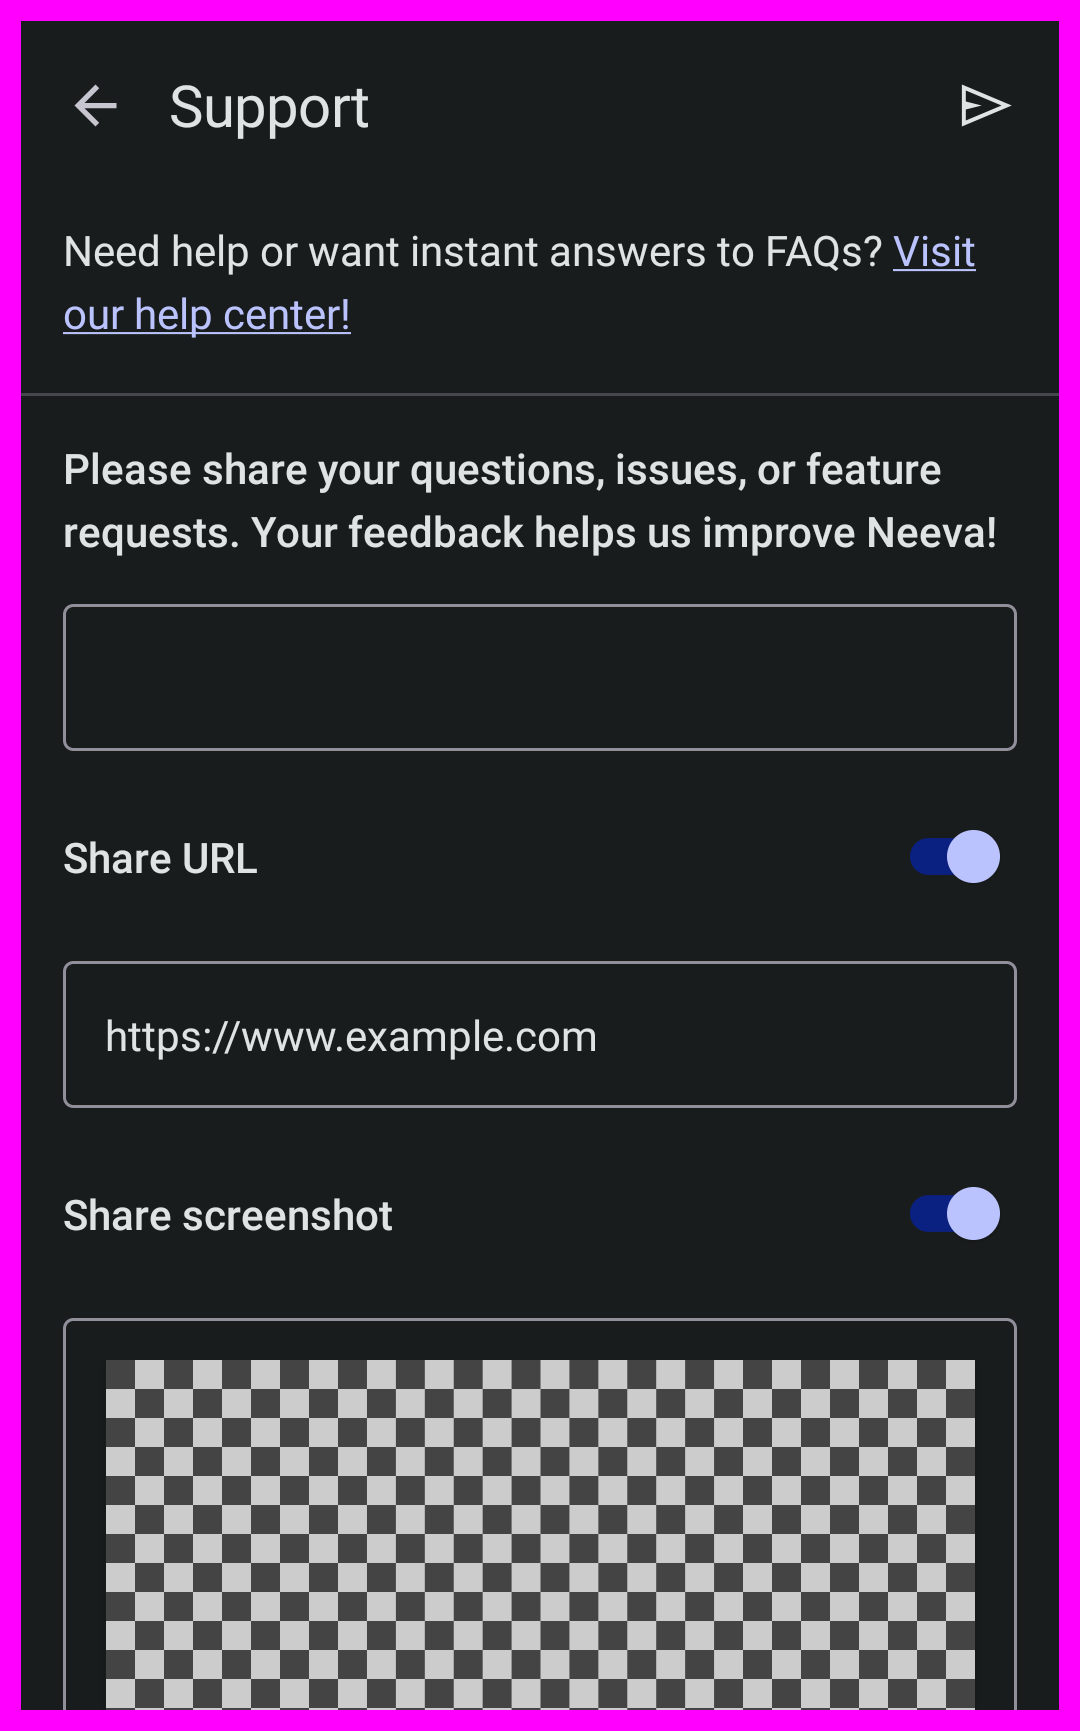 Support
Need help or want instant answers to FAQs? Visit
our help center!
Please share your questions, issues, or feature
requests. Your feedback helps us improve Neeva!
Share URL
https://www.example.com
Share screenshot